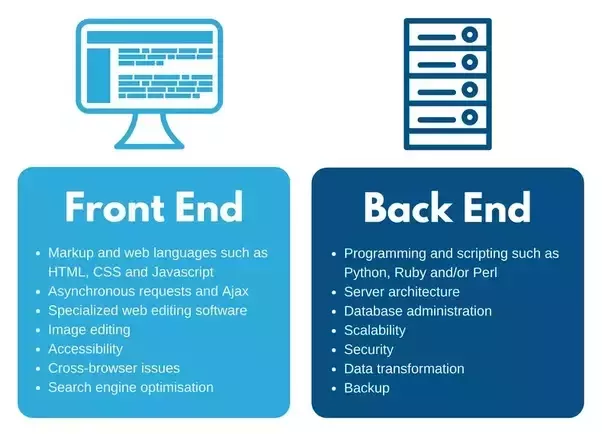 Front End
• Markup and web languages such as
HTML, CSS and Javascript
• Asynchronous requests and Ajax
• Specialized web editing software
• Image editing
• Accessibility
• Cross-browser issues
• Search engine optimisation
Back End
• Programming and scripting such as
Python, Ruby and/or Perl
• Server architecture
• Database administration
• Scalability
• Security
• Data transformation
• Backup